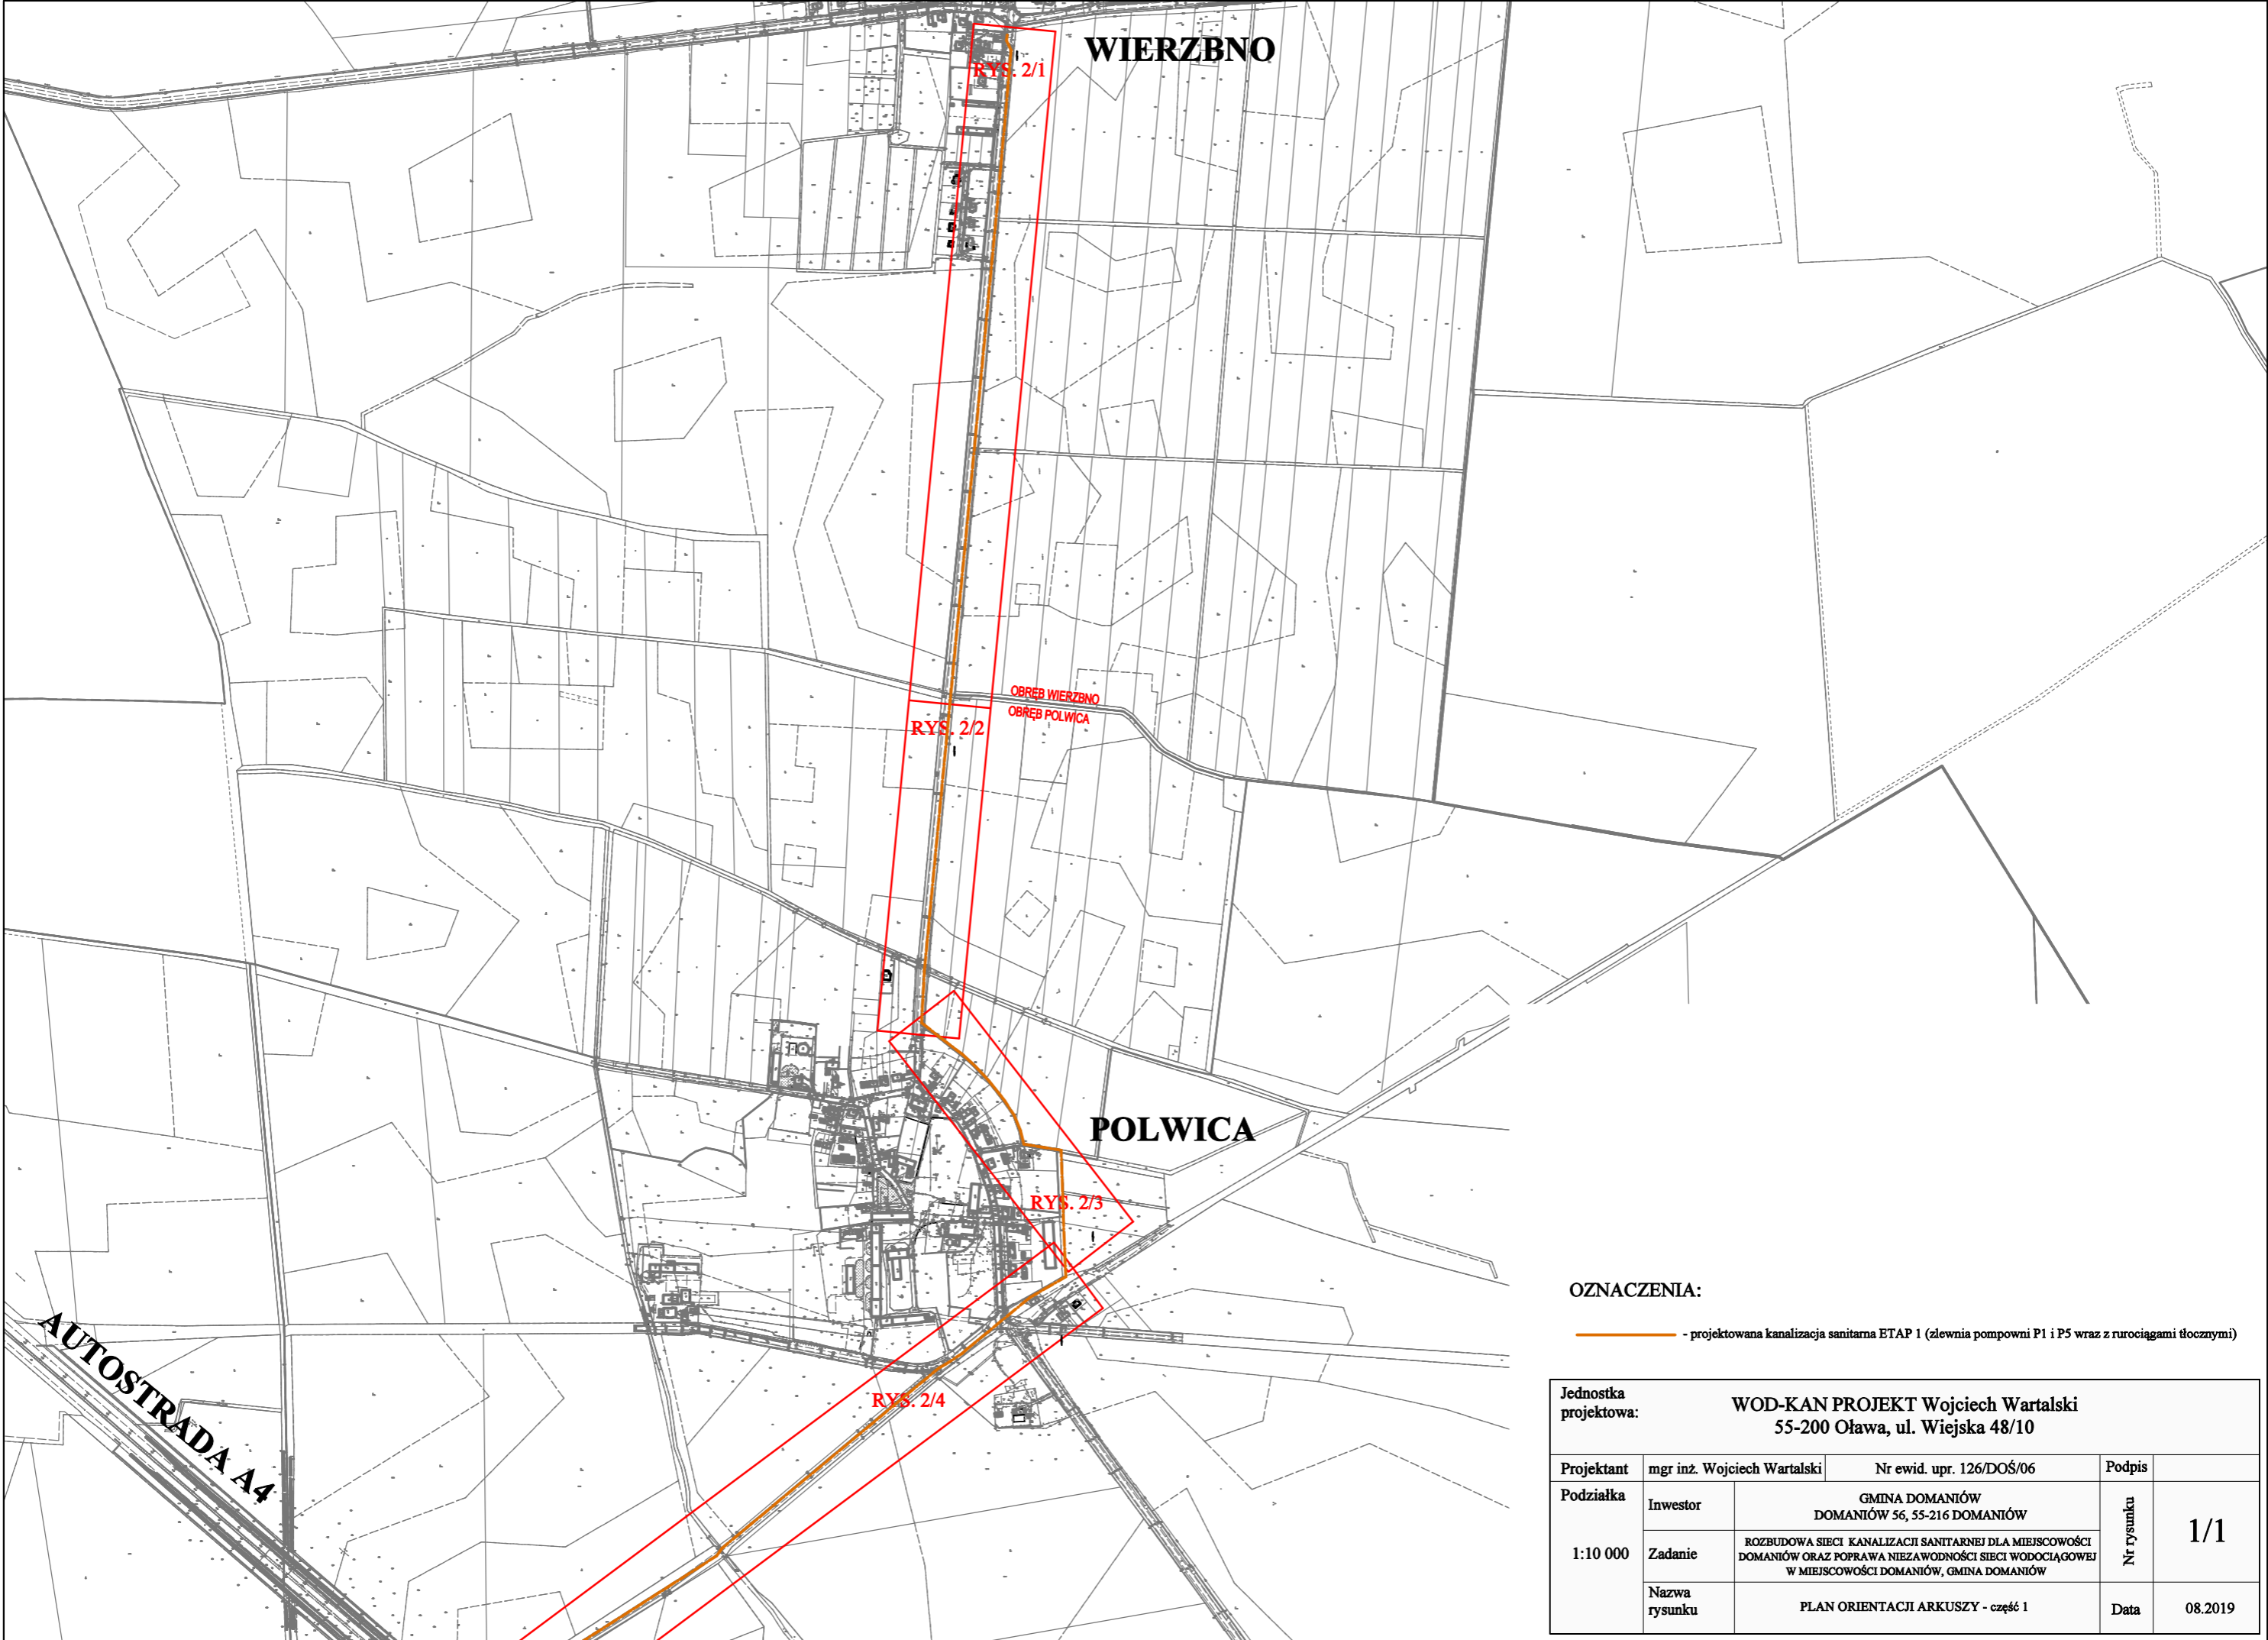 WIERZBNO
RYS. 2/1
OBRĘB WIERZBNO
OBRĘB POLWICA
RYS. 2/2
POLWICA
RYS. 2/3
RYS. 2/4
AUTOSTRADA A4
OZNACZENIA:
- projektowana kanalizacja sanitarna ETAP 1 (zlewnia pompowni P1 i P5 wraz z rurociągami tłocznymi)
Jednostka
projektowa:
WOD-KAN PROJEKT Wojciech Wartalski
55-200 Oława, ul. Wiejska 48/10
Projektant mgr inż. Wojciech Wartalski Nr ewid. upr. 126/DOŚ/06 Podpis
Podziałka
1:10 000
Inwestor
GMINA DOMANIÓW
DOMANIÓW 56, 55-216 DOMANIÓW
Zadanie
ROZBUDOWA SIECI KANALIZACJI SANITARNEJ DLA MIEJSCOWOŚCI
DOMANIÓW ORAZ POPRAWA NIEZAWODNOŚCI SIECI WODOCIĄGOWEJ
W MIEJSCOWOŚCI DOMANIÓW, GMINA DOMANIÓW
Nr rysunku
1/1
Nazwa
rysunku
PLAN ORIENTACJI ARKUSZY - część 1
Data 08.2019